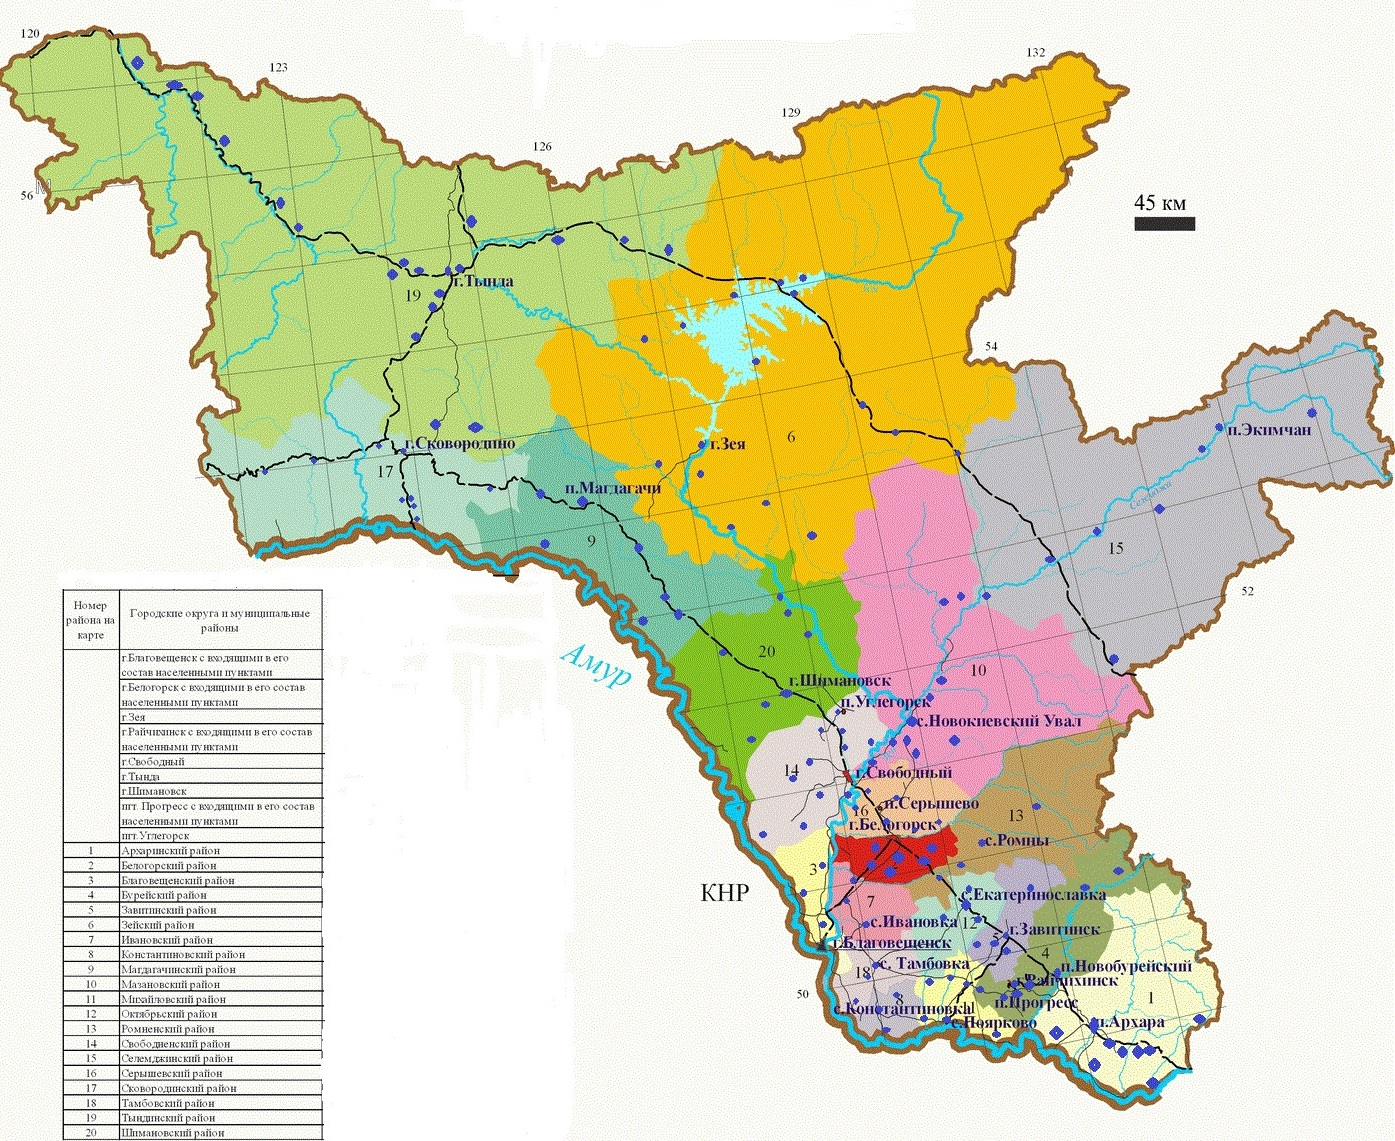 120
123
126
129
132
56
45 км
г.Тында
19
54
г.Сковородино
17
г.Зея
6
п.Экимчан
п.Магдагачи
9
Селемджа
15
52
Амур
20
10
г.Шимановск
п.Углегорск
с.Новокиевский Увал
14
г.Свободный
п.Серышево
16
г.Белогорск
13
с.Ромны
3
КНР
7
с.Екатеринославка
с.Ивановка
12
5
г.Завитинск
г.Благовещенск
4
18
с. Тамбовка
п.Новобурейский
г.Райчихинск
50
8
п.Прогресс
1
с.Константиновка
11
с.Поярково
п.Архара
Номер района на карте
Городские округа и муниципальные районы
г.Благовещенск с входящими в его
состав населенными пунктами
г.Белогорск с входящими в его состав
населенными пунктами
г.Зея
г.Райчихинск с входящими в его состав
населенными пунктами
г.Свободный
г.Тында
г.Шимановск
пгт. Прогресс с входящими в его состав
населенными пунктами
пгт.Углегорск
1 Архаринский район
2 Белогорский район
3 Благовещенский район
4 Бурейский район
5 Завитинский район
6 Зейский район
7 Ивановский район
8 Константиновский район
9 Магдагачинский район
10 Мазановский район
11 Михайловский район
12 Октябрьский район
13 Ромненский район
14 Свободненский район
15 Селемджинский район
16 Серышевский район
17 Сковородинский район
18 Тамбовский район
19 Тындинский район
20 Шимановский район